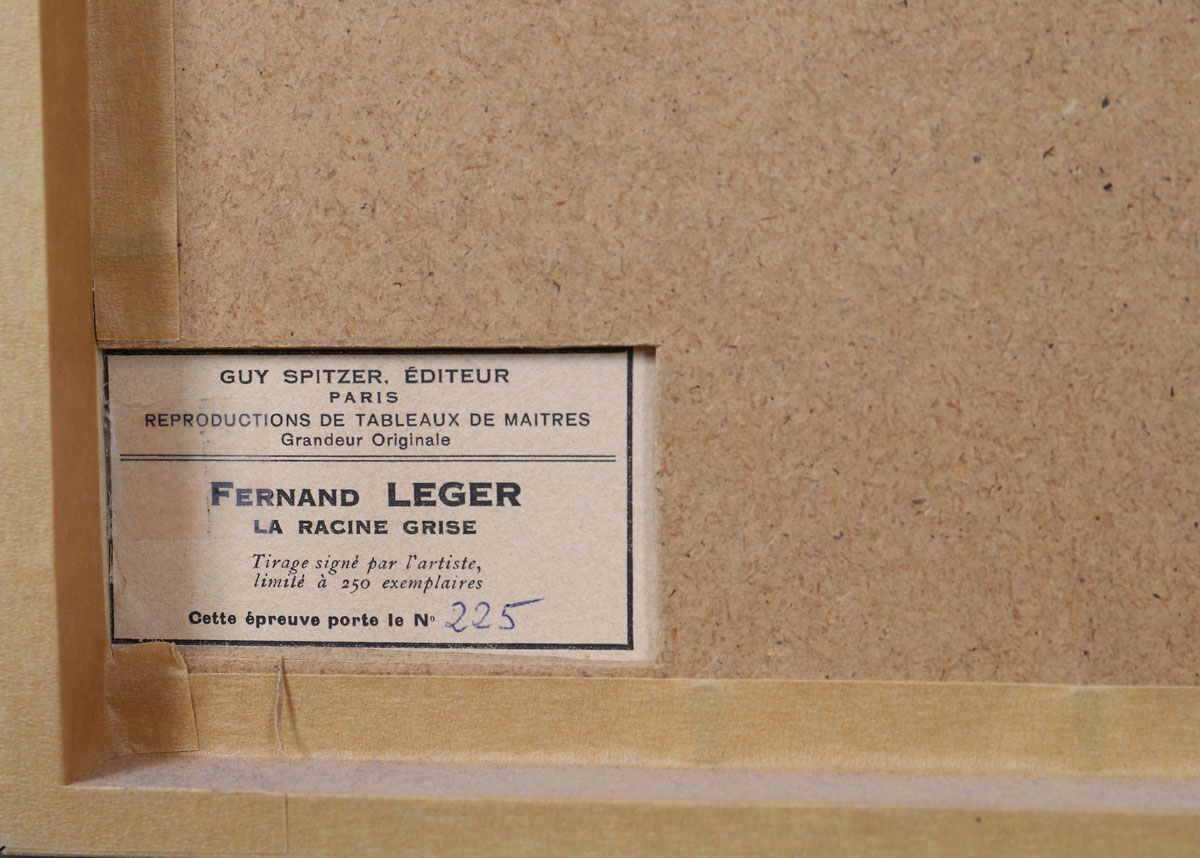 GUY SPITZER, ÉDITEUR
PARIS
REPRODUCTIONS DE TABLEAUX DE MAITRES
Grandeur Originale
FERNAND LEGER
LA RACINE GRISE
Tirage signé par l'artiste,
limité à 250 exemplaires
Cette épreuve porte le No 225